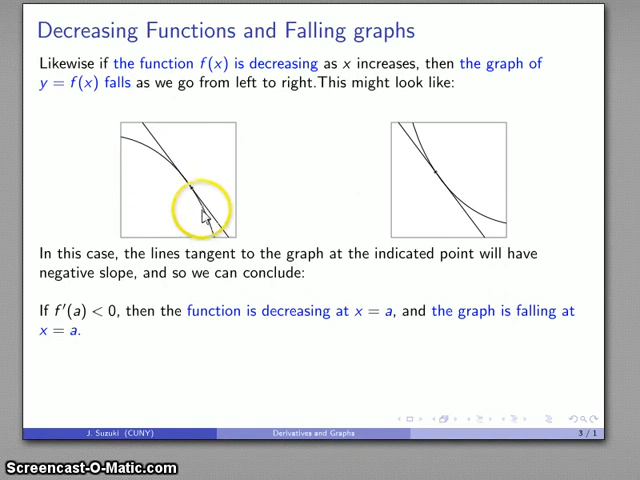 Decreasing Functions and Falling graphs
Likewise if the function f(x) is decreasing as x increases, then the graph of
y = f(x) falls as we go from left to right.This might look like:
In this case, the lines tangent to the graph at the indicated point will have
negative slope, and so we can conclude:
If f′(a) < 0, then the function is decreasing at x = a, and the graph is falling at
x = a.
J. Suzuki (CUNY) Derivatives and Graphs 3 / 1
Screencast-O-Matic.com